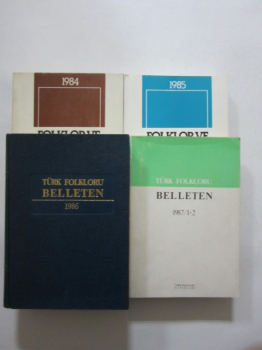 1984
1985
FOLKLOR VE
FOLKLOR VE
TÜRK FOLKLORU
BELLETEN
1986
TÜRK FOLKLORU
BELLETEN
1987/1-2